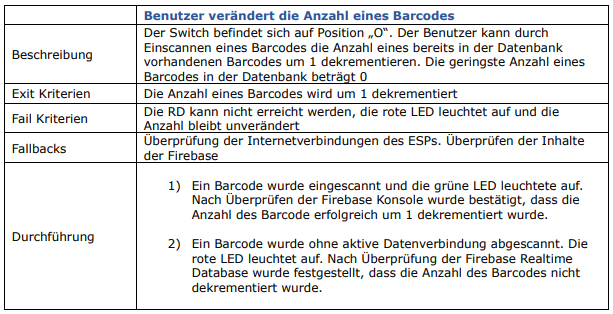 Benutzer verändert die Anzahl eines Barcodes
Beschreibung
Der Switch befindet sich auf Position „O“. Der Benutzer kann durch
Einscannen eines Barcodes die Anzahl eines bereits in der Datenbank
vorhandenen Barcodes um 1 dekrementieren. Die geringste Anzahl eines
Barcodes in der Datenbank beträgt 0
Exit Kriterien
Die Anzahl eines Barcodes wird um 1 dekrementiert
Fail Kriterien
Die RD kann nicht erreicht werden, die rote LED leuchtet auf und die
Anzahl bleibt unverändert
Fallbacks
Überprüfung der Internetverbindung des ESPs. Überprüfen der Inhalte
der Firebase
Durchführung
1) Ein Barcode wurde eingescannt und die grüne LED leuchtete auf.
Nach Überprüfen der Firebase Konsole wurde bestätigt, dass die
Anzahl des Barcode erfolgreich um 1 dekrementiert wurde.
2) Ein Barcode wurde ohne aktive Datenverbindung abgescannt. Die
rote LED leuchtet auf. Nach Überprüfung der Firebase Realtime
Database wurde festgestellt, dass die Anzahl des Barcodes nicht
dekrementiert wurde.